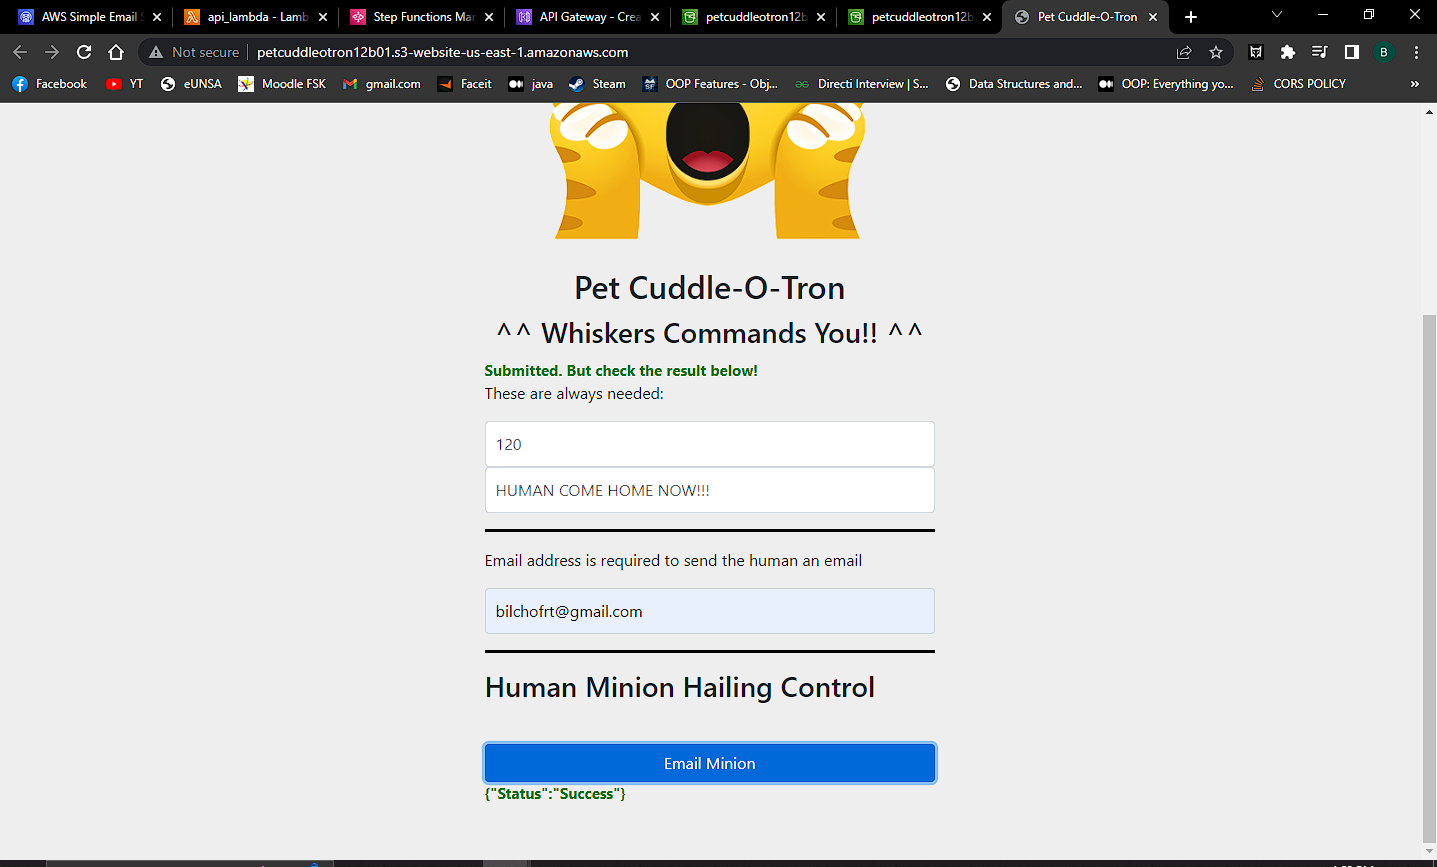 AWS Simple Email S
api_lambda - Lamb
Step Functions Man
API Gateway - Crea
petcuddleotron12b
petcuddleotron12b
Pet Cuddle-O-Tron
Not secure
petcuddleotron12b01.s3-website-us-east-1.amazonaws.com
B
Facebook
YT
eUNSA
Moodle FSK
gmail.com
Faceit
java
Steam
OOP Features - Obj...
Directi Interview | S...
Data Structures and...
OOP: Everything yo...
CORS POLICY
»
Pet Cuddle-O-Tron
^^ Whiskers Commands You!! ^^
Submitted. But check the result below!
These are always needed:
120
HUMAN COME HOME NOW!!!
Email address is required to send the human an email
bilchofrt@gmail.com
Human Minion Hailing Control
Email Minion
{"Status":"Success"}